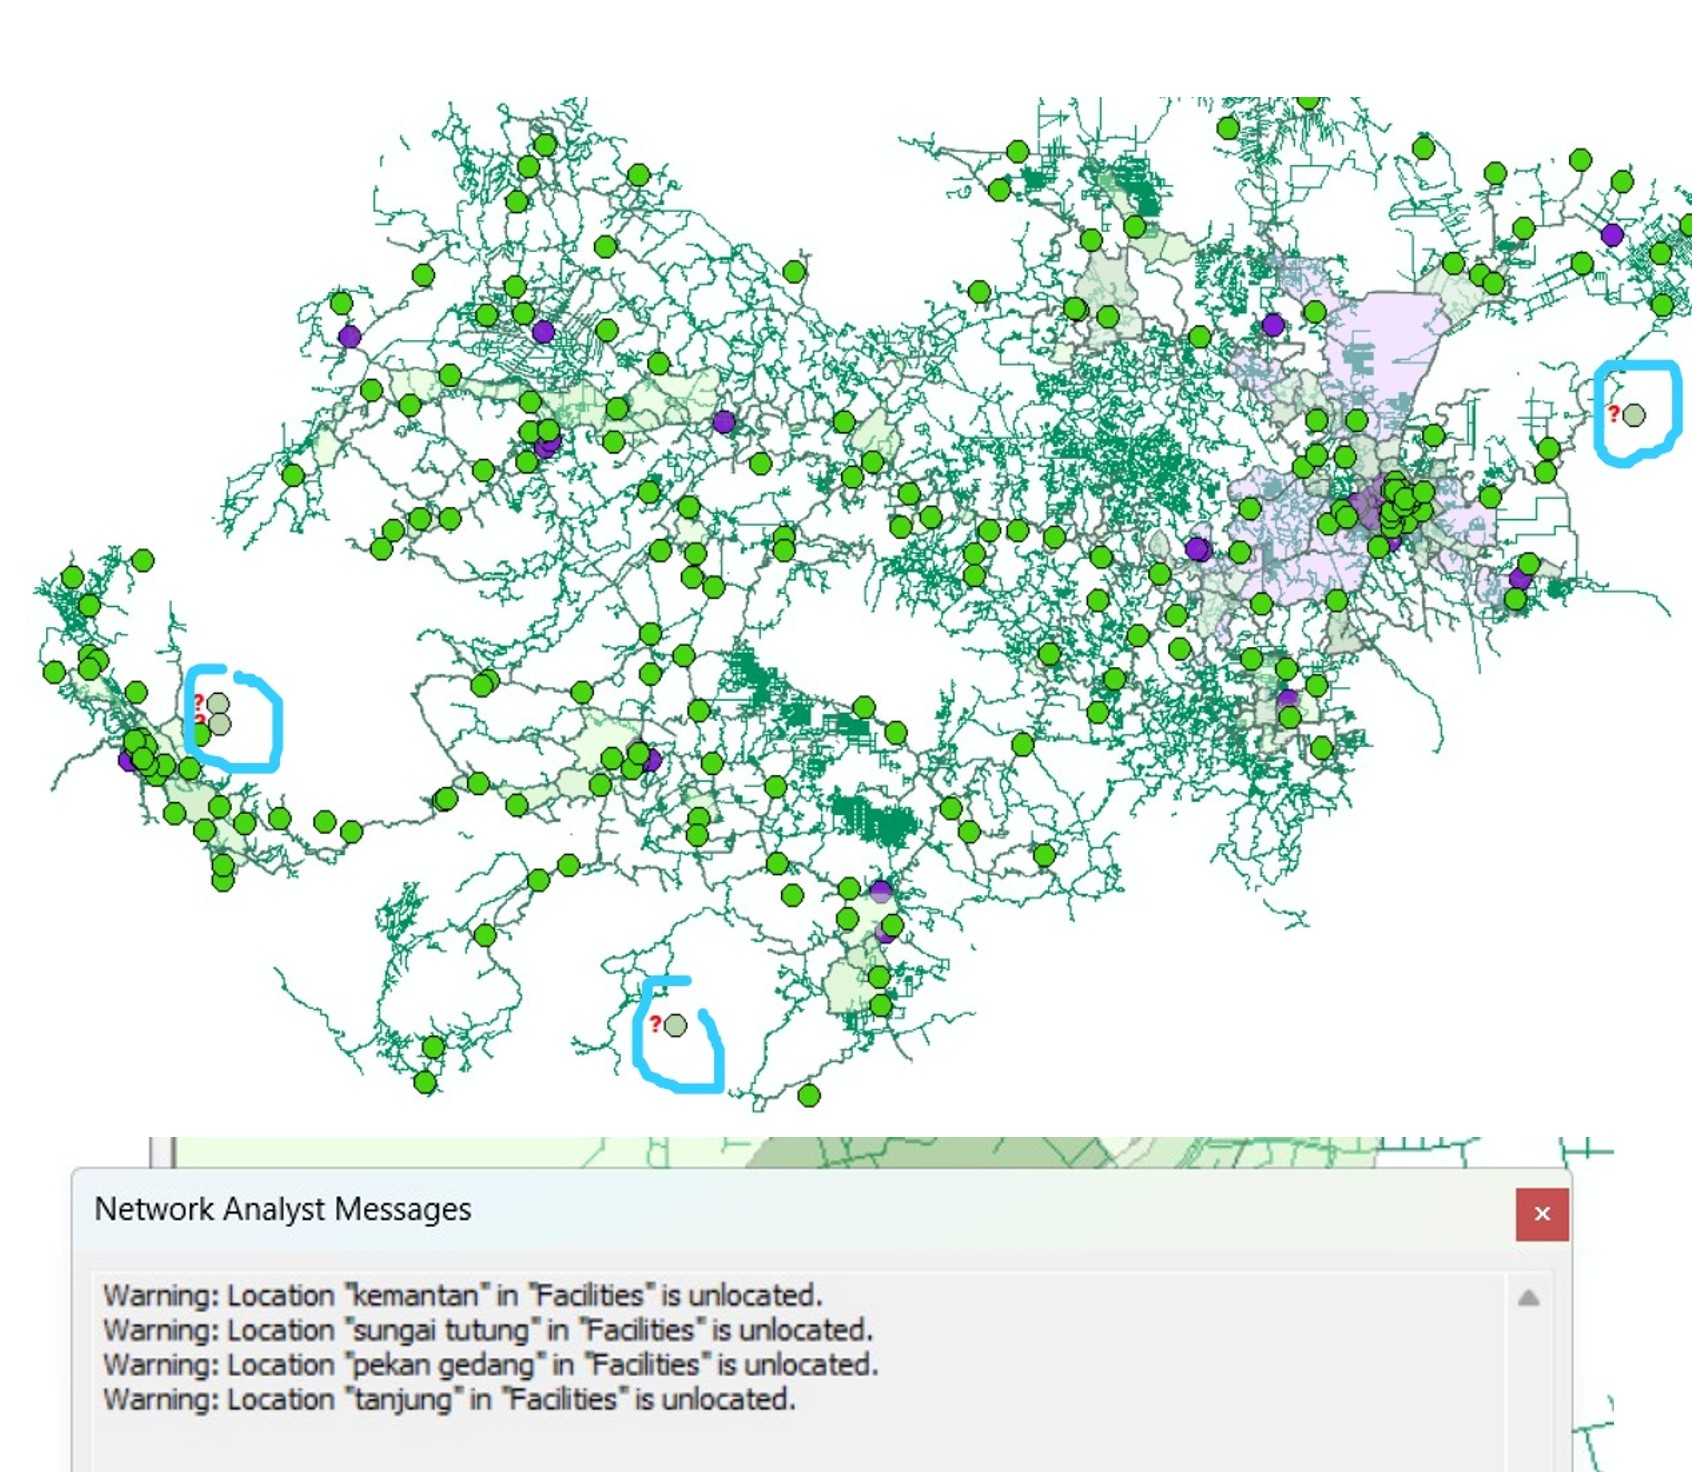 ?
?
?
?
Network Analyst Messages
x
Warning: Location "kemantan" in "Facilities" is unlocated.
Warning: Location "sungai tutung" in "Facilities" is unlocated.
Warning: Location "pekan gedang" in "Facilities" is unlocated.
Warning: Location "tanjung" in "Facilities" is unlocated.